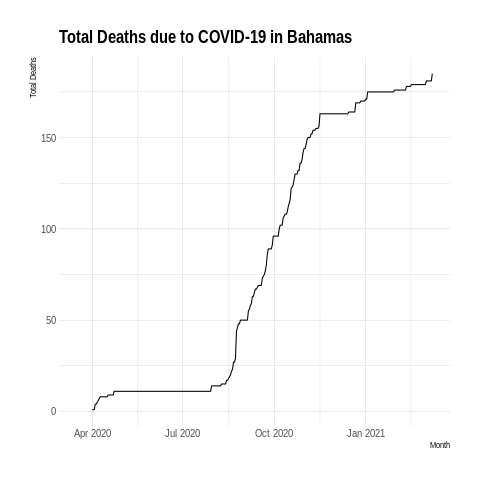 Total Deaths due to COVID-19 in Bahamas
Total Deaths
150
100
50
0
Apr 2020 Jul 2020 Oct 2020 Jan 2021
Month